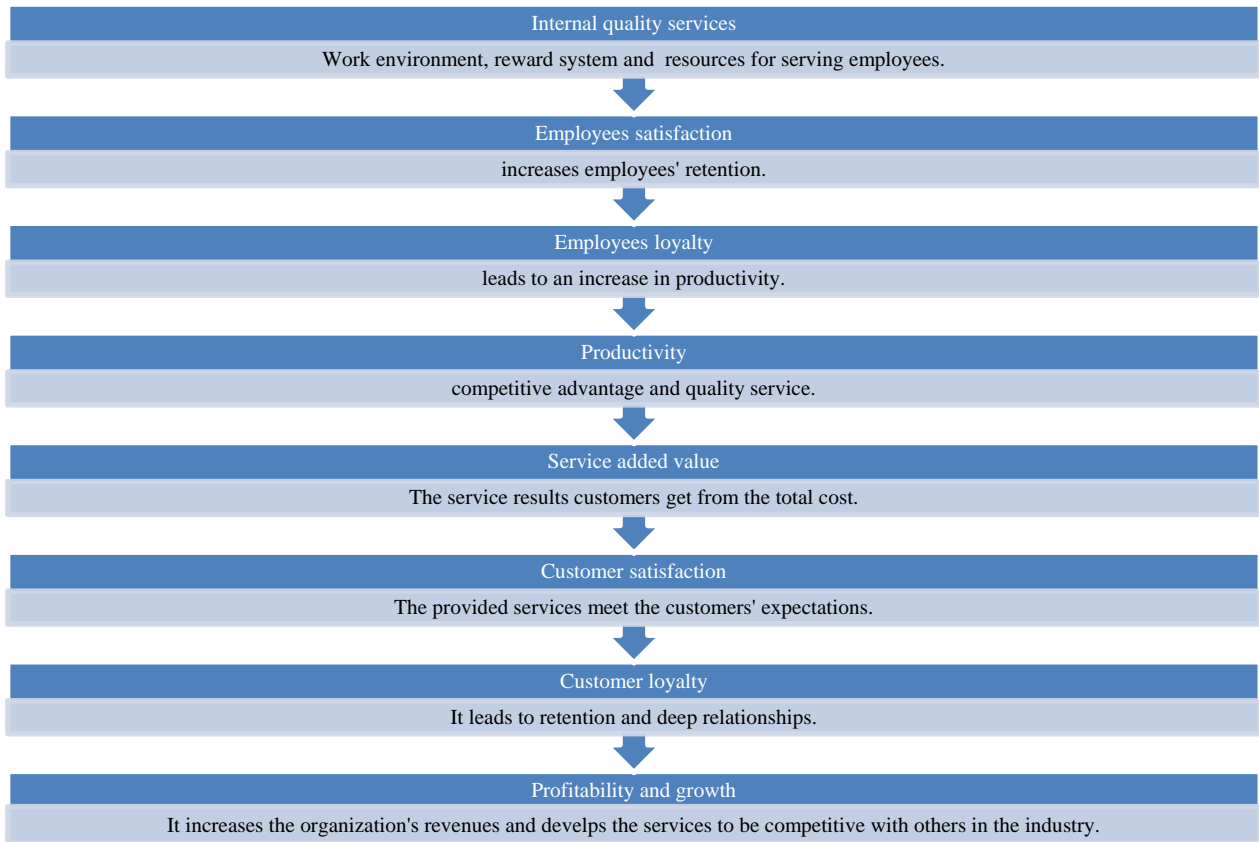 Internal quality services
Work environment, reward system and resources for serving employees.
Employees satisfaction
increases employees' retention.
Employees loyalty
leads to an increase in productivity.
Productivity
competitive advantage and quality service.
Service added value
The service results customers get from the total cost.
Customer satisfaction
The provided services meet the customers' expectations.
Customer loyalty
It leads to retention and deep relationships.
Profitability and growth
It increases the organization's revenues and develps the services to be competitive with others in the industry.